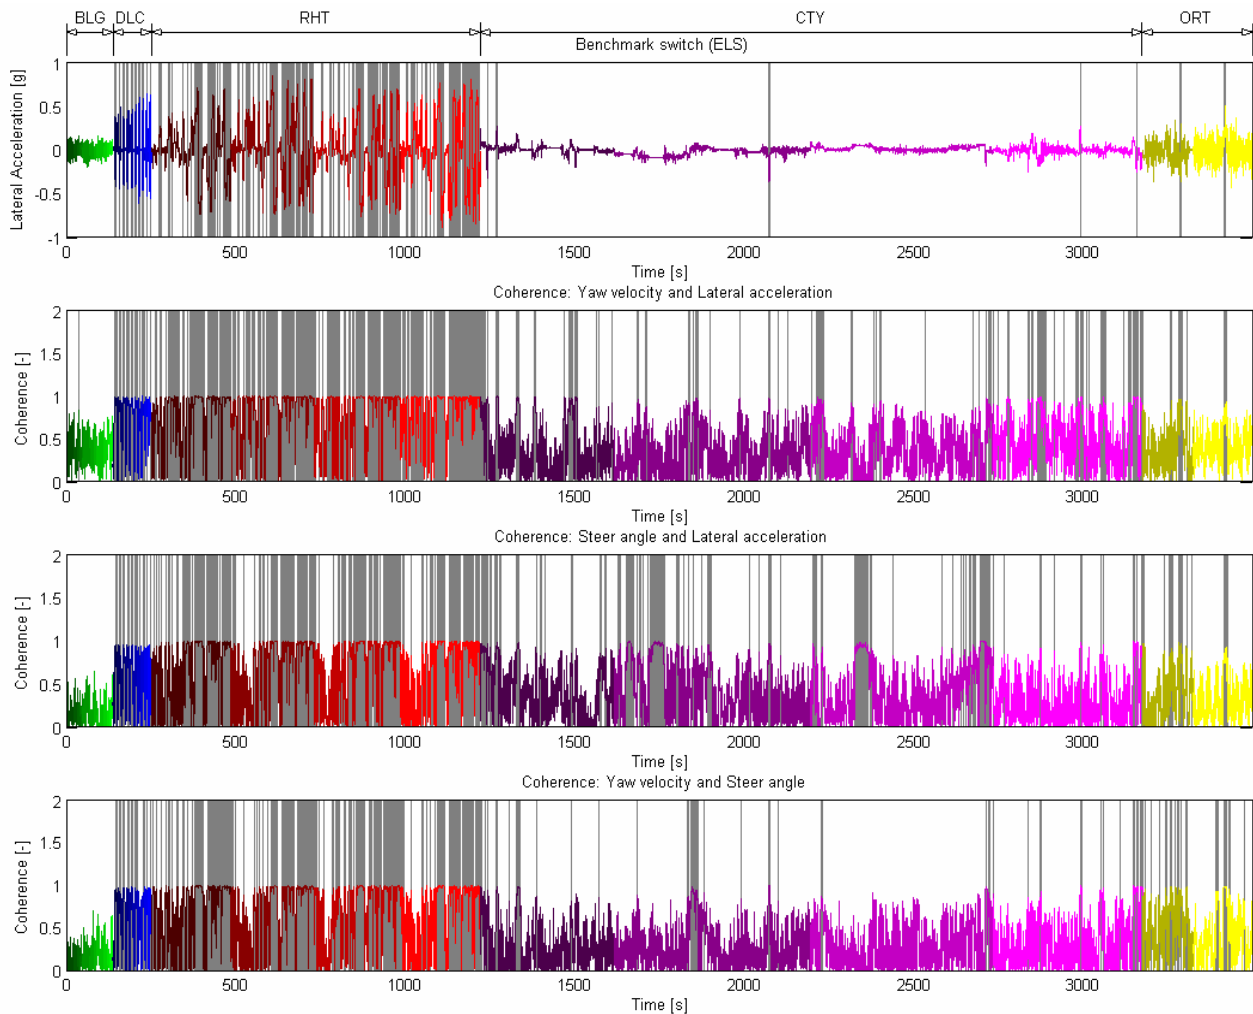 BLG DLC RHT CTY ORT
Benchmark switch (ELS)
Lateral Acceleration [g]
1
0.5
0
-0.5
-1
0 500 1000 1500 2000 2500 3000
Time [s]
Coherence: Yaw velocity and Lateral acceleration
Coherence [-]
2
1.5
1
0.5
0
0 500 1000 1500 2000 2500 3000
Time [s]
Coherence: Steer angle and Lateral acceleration
Coherence [-]
2
1.5
1
0.5
0
0 500 1000 1500 2000 2500 3000
Time [s]
Coherence: Yaw velocity and Steer angle
Coherence [-]
2
1.5
1
0.5
0
0 500 1000 1500 2000 2500 3000
Time [s]